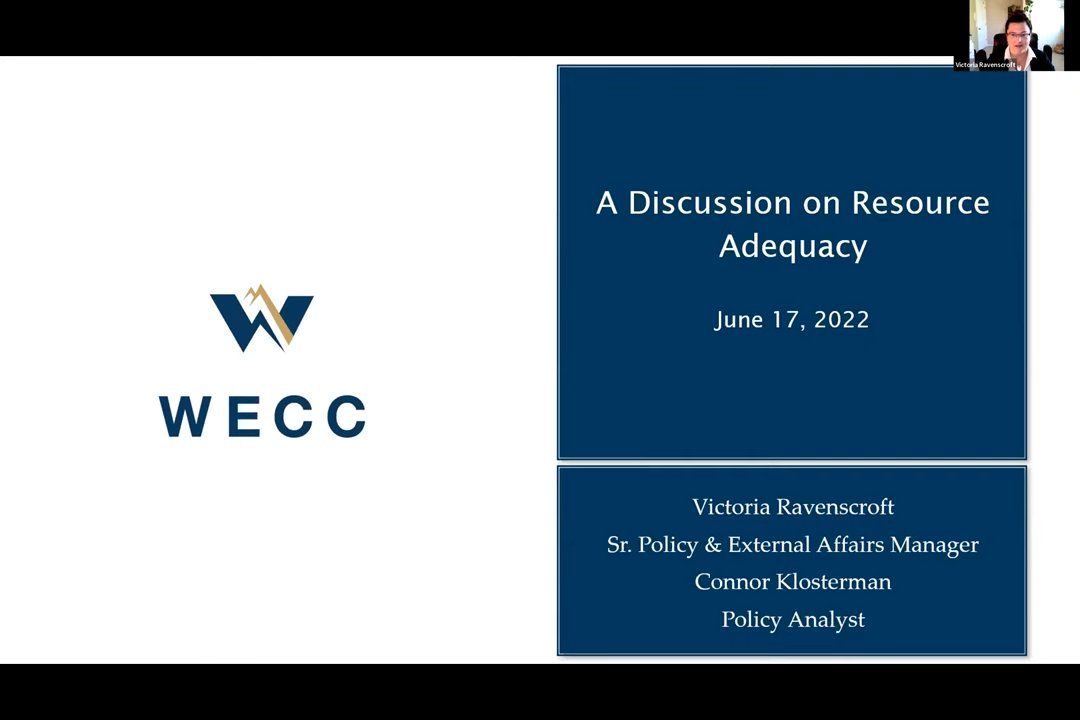 Victoria Ravenscroft
A Discussion on Resource
Adequacy
June 17, 2022
WECC
Victoria Ravenscroft
Sr. Policy & External Affairs Manager
Connor Klosterman
Policy Analyst